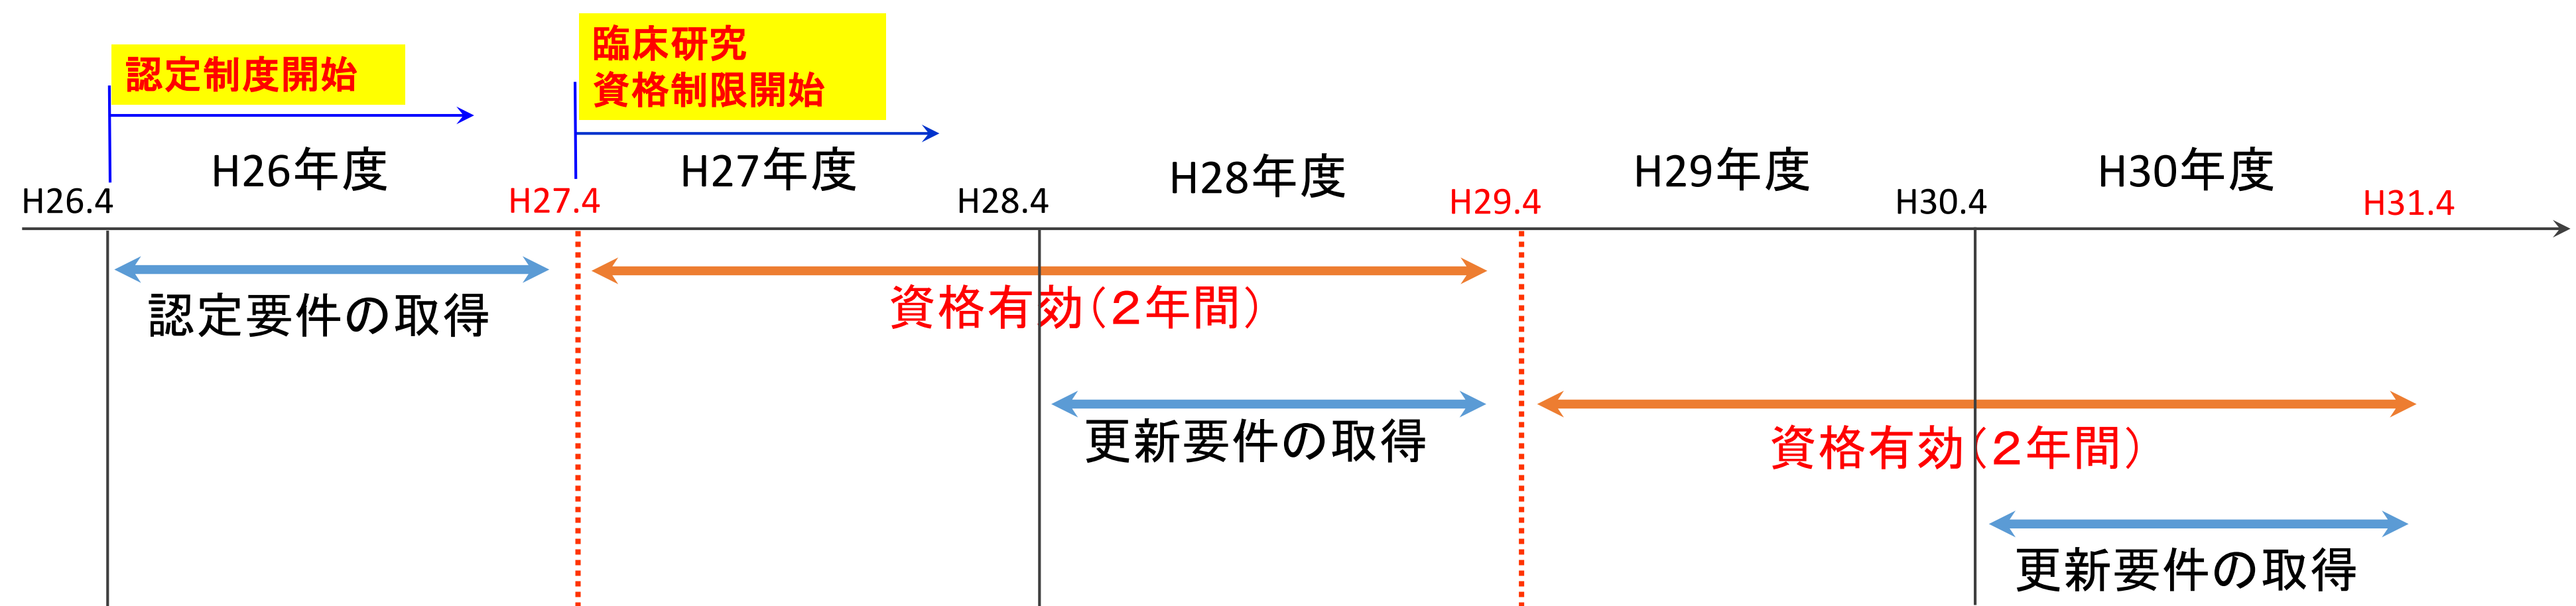 認定制度開始
臨床研究
資格制限開始
H26年度
H27年度
H28年度
H29年度
H30年度
H26.4
H27.4
H28.4
H29.4
H30.4
H31.4
認定要件の取得
資格有効（２年間）
更新要件の取得
資格有効（２年間）
更新要件の取得